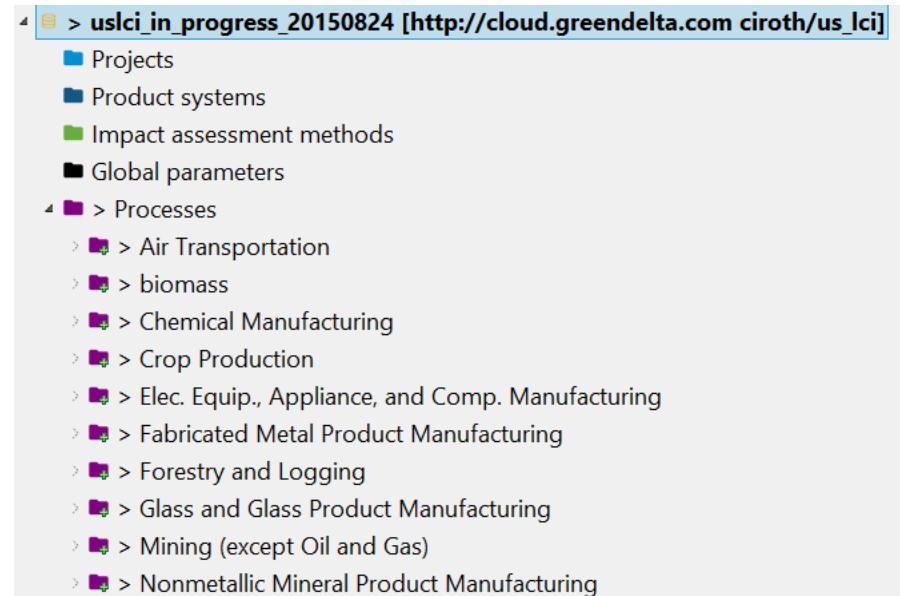 > uslci_in_progress_20150824 [http://cloud.greendelta.com ciroth/us_lci]
Projects
Product systems
Impact assessment methods
Global parameters
> Processes
> Air Transportation
> biomass
> Chemical Manufacturing
> Crop Production
> Elec. Equip., Appliance, and Comp. Manufacturing
> Fabricated Metal Product Manufacturing
> Forestry and Logging
> Glass and Glass Product Manufacturing
> Mining (except Oil and Gas)
> Nonmetallic Mineral Product Manufacturing